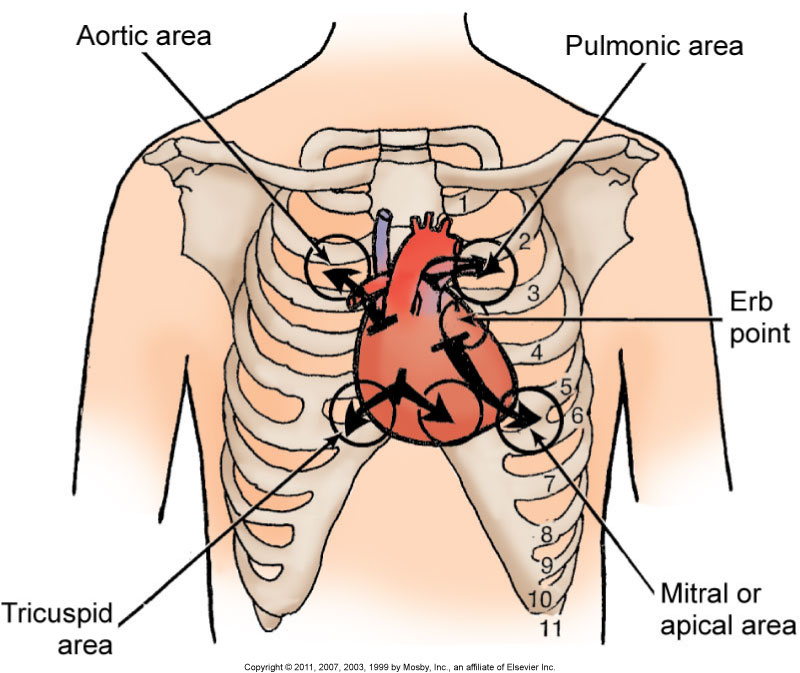 Aortic area
Pulmonic area
1
2
3
Erb
point
4
5
6
7
8
9
10
11
Tricuspid
area
Mitral or
apical area
Copyright © 2011, 2007, 2003, 1999 by Mosby, Inc., an affiliate of Elsevier Inc.